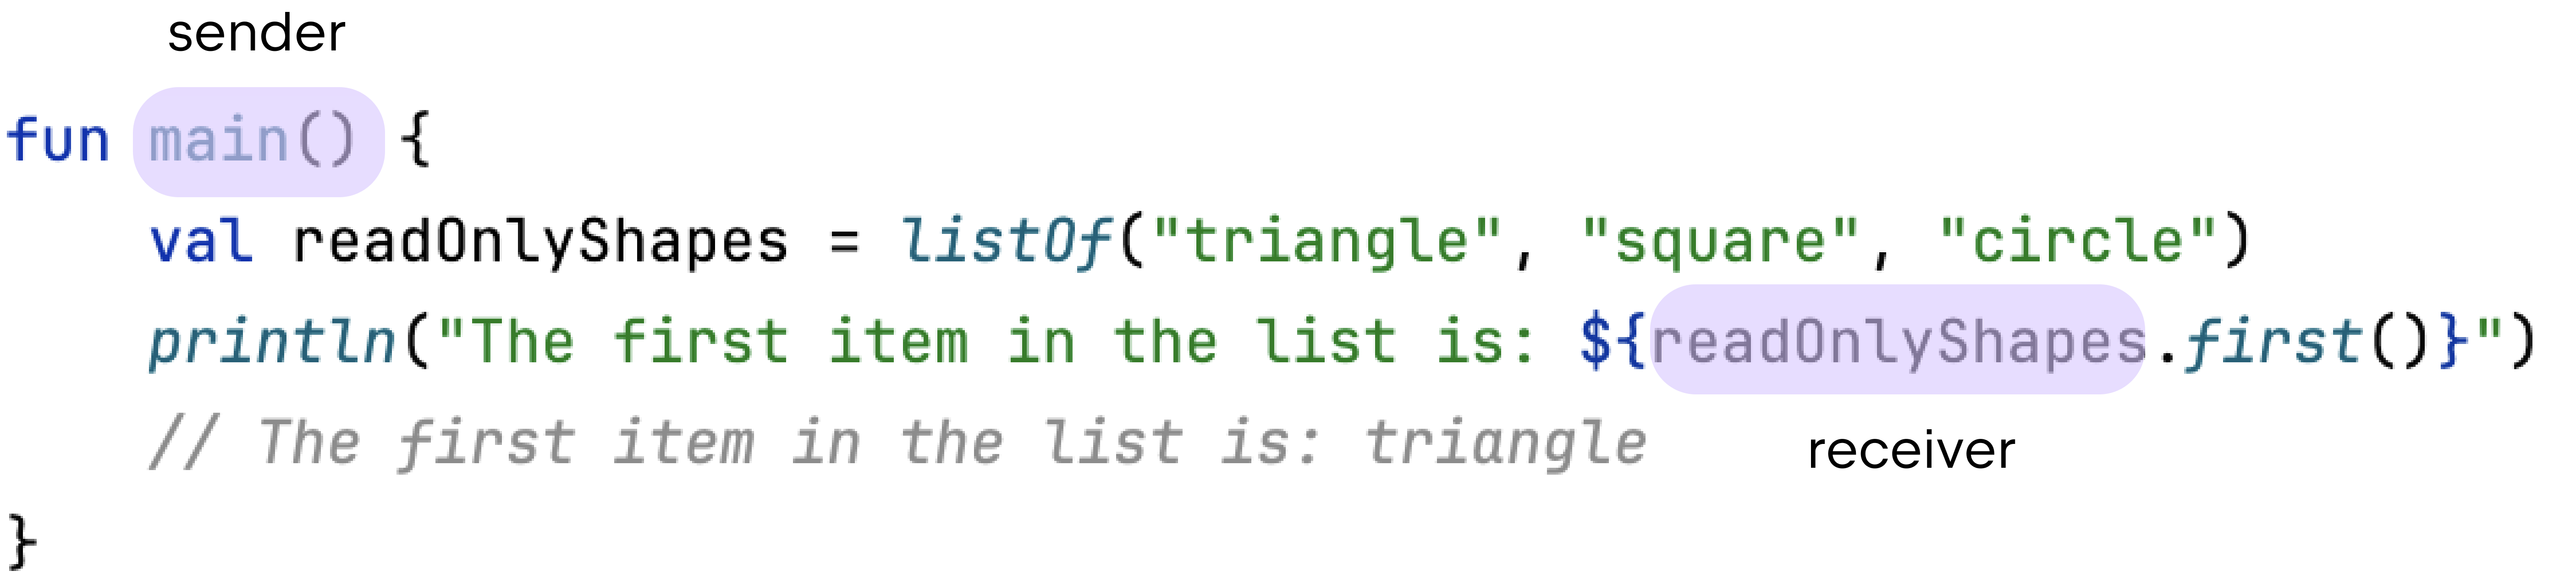 sender
fun main() {
    val readOnlyShapes = listOf("triangle", "square", "circle")
    println("The first item in the list is: ${readOnlyShapes.first()}")
    // The first item in the list is: triangle
receiver
}